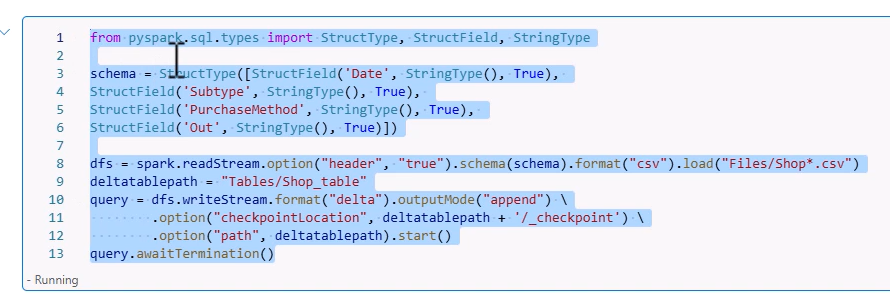 1 from pyspark.sql.types import StructType, StructField, StringType
2
3 schema = StructType([StructField('Date', StringType(), True),
4 StructField('Subtype', StringType(), True),
5 StructField('PurchaseMethod', StringType(), True),
6 StructField('Out', StringType(), True)])
7
8 dfs = spark.readStream.option("header", "true").schema(schema).format("csv").load("Files/Shop*.csv")
9 deltatablepath = "Tables/Shop_table"
10 query = dfs.writeStream.format("delta").outputMode("append") \
11         .option("checkpointLocation", deltatablepath + '/_checkpoint') \
12         .option("path", deltatablepath).start()
13 query.awaitTermination()
- Running